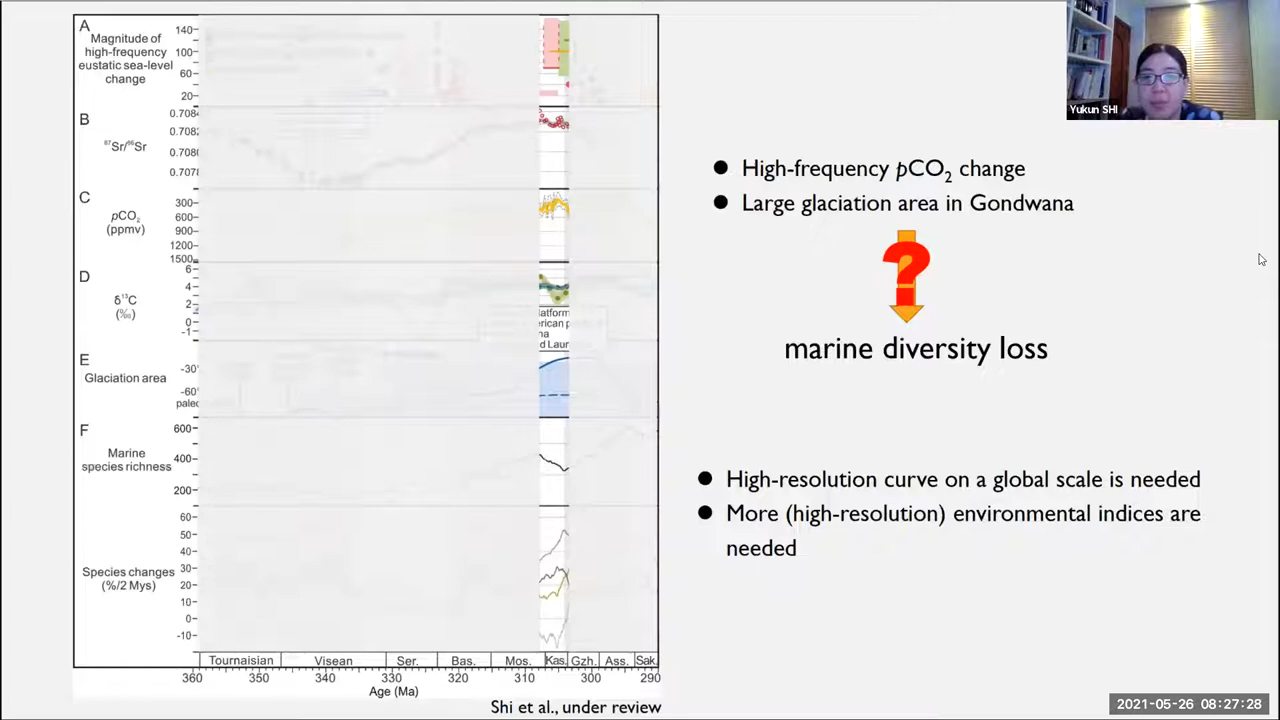 A
Magnitude of
high-frequency
eustatic sea-level
change
140
100
60
20
B
⁸⁷Sr/⁸⁶Sr
0.7084
0.7082
0.7080
0.7078
C
pCO₂
(ppmv)
300
600
900
1200
1500
D
δ¹³C
(‰)
6
4
2
0
-1
latform
erican p
na
d Laur
E
Glaciation area
-30°
-60°
paleo
F
Marine
species richness
600
400
200
Species changes
(%/2 Mys)
60
50
40
30
20
10
0
-10
Tournaisian Visean Ser. Bas. Mos. Kas. Gzh. Ass. Sak.
360 350 340 330 320 310 300 290
Age (Ma)
Shi et al., under review
Yukun SHI
● High-frequency pCO₂ change
● Large glaciation area in Gondwana
?
marine diversity loss
● High-resolution curve on a global scale is needed
● More (high-resolution) environmental indices are
needed
2021-05-26 08:27:28